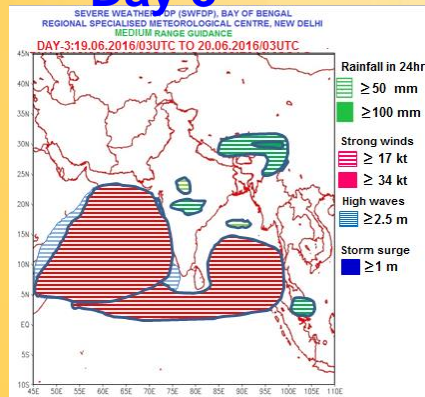 Day 3
SEVERE WEATHER DP (SWFDP), BAY OF BENGAL
REGIONAL SPECIALISED METEOROLOGICAL CENTRE, NEW DELHI
MEDIUM RANGE GUIDANCE
DAY-3:19.06.2016/03UTC TO 20.06.2016/03UTC
45N
40N
35N
30N
25N
20N
15N
10N
5N
EQ
5S
10S
45E 50E 55E 60E 65E 70E 75E 80E 85E 90E 95E 100E 105E 110E
Rainfall in 24hr
≥50 mm
≥100 mm
Strong winds
≥ 17 kt
≥ 34 kt
High waves
≥2.5 m
Storm surge
≥1 m